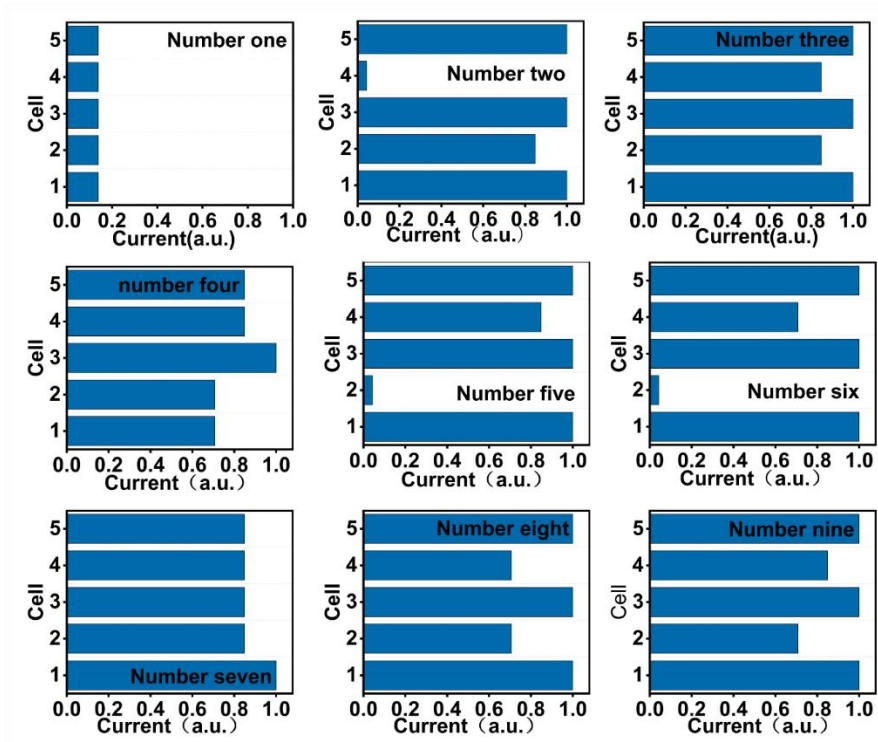 Number one
Cell
5
4
3
2
1
0.0 0.2 0.4 0.6 0.8 1.0
Current(a.u.)
Number two
Cell
5
4
3
2
1
0.0 0.2 0.4 0.6 0.8 1.0
Current（a.u.）
Number three
Cell
5
4
3
2
1
0.0 0.2 0.4 0.6 0.8 1.0
Current(a.u.)
number four
Cell
5
4
3
2
1
0.0 0.2 0.4 0.6 0.8 1.0
Current（a.u.）
Number five
Cell
5
4
3
2
1
0.0 0.2 0.4 0.6 0.8 1.0
Current（a.u.）
Number six
Cell
5
4
3
2
1
0.0 0.2 0.4 0.6 0.8 1.0
Current（a.u.）
Number seven
Cell
5
4
3
2
1
0.0 0.2 0.4 0.6 0.8 1.0
Current（a.u.）
Number eight
Cell
5
4
3
2
1
0.0 0.2 0.4 0.6 0.8 1.0
Current（a.u.）
Number nine
Cell
5
4
3
2
1
0.0 0.2 0.4 0.6 0.8 1.0
Current（a.u.）